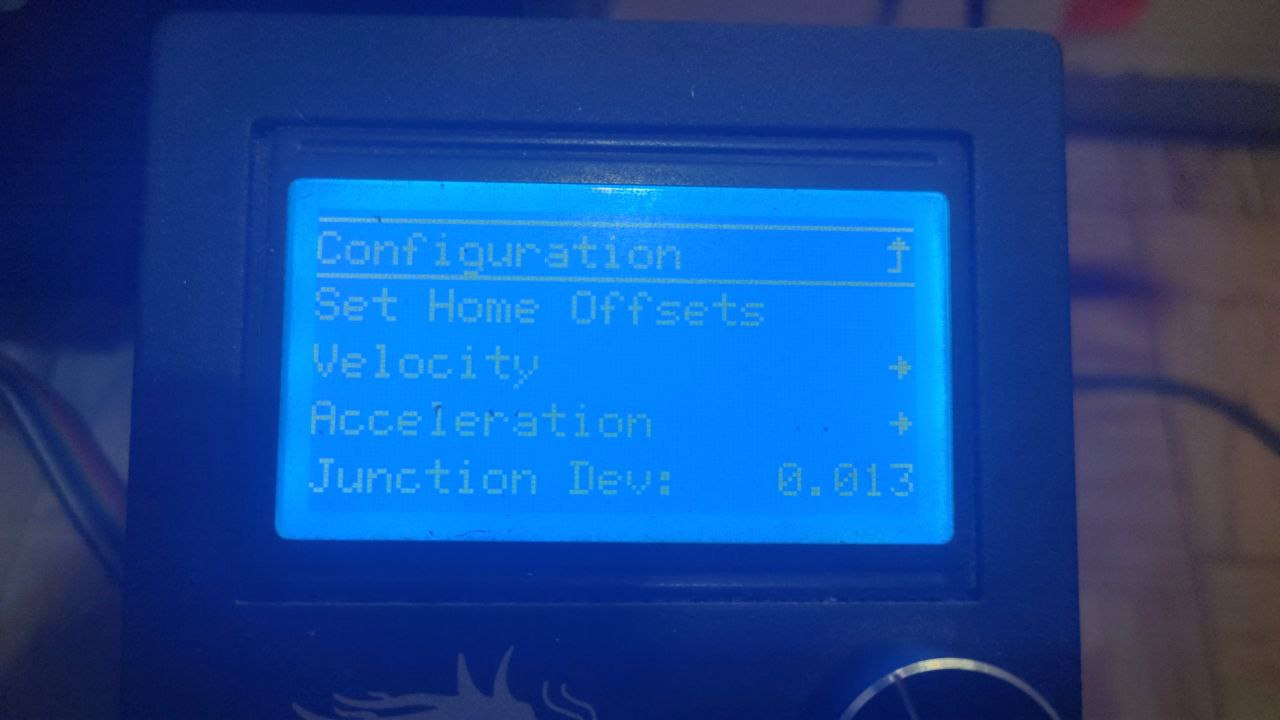 Configuration
Set Home Offsets
Velocity
Acceleration
Junction Dev: 0.013